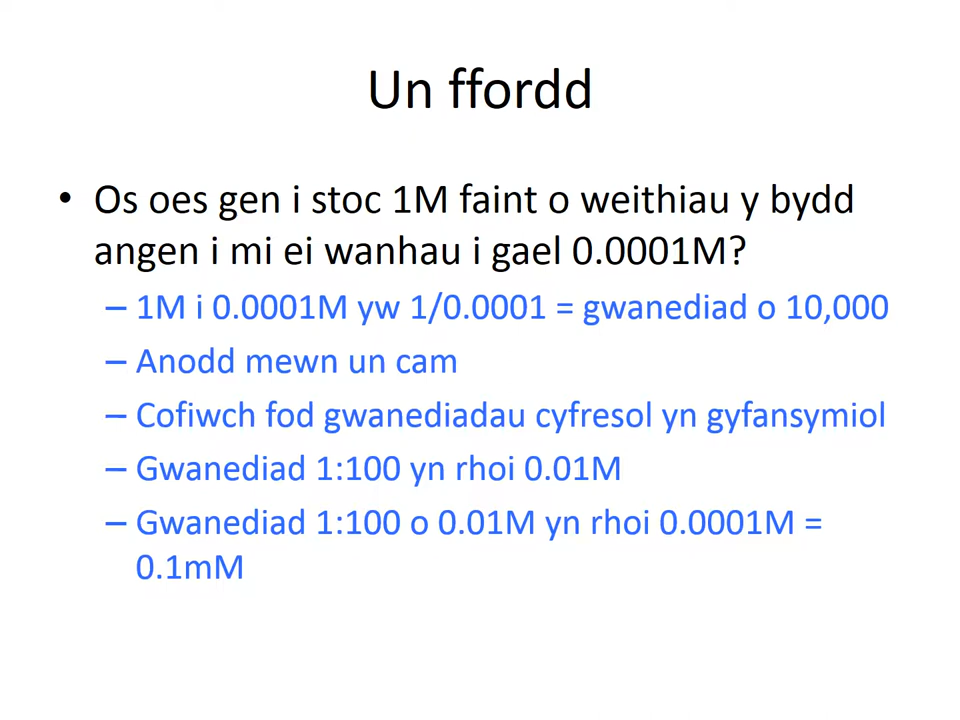 Un ffordd
• Os oes gen i stoc 1M faint o weithiau y bydd
angen i mi ei wanhau i gael 0.0001M?
– 1M i 0.0001M yw 1/0.0001 = gwanediad o 10,000
– Anodd mewn un cam
– Cofiwch fod gwanediadau cyfresol yn gyfansymiol
– Gwanediad 1:100 yn rhoi 0.01M
– Gwanediad 1:100 o 0.01M yn rhoi 0.0001M =
0.1mM